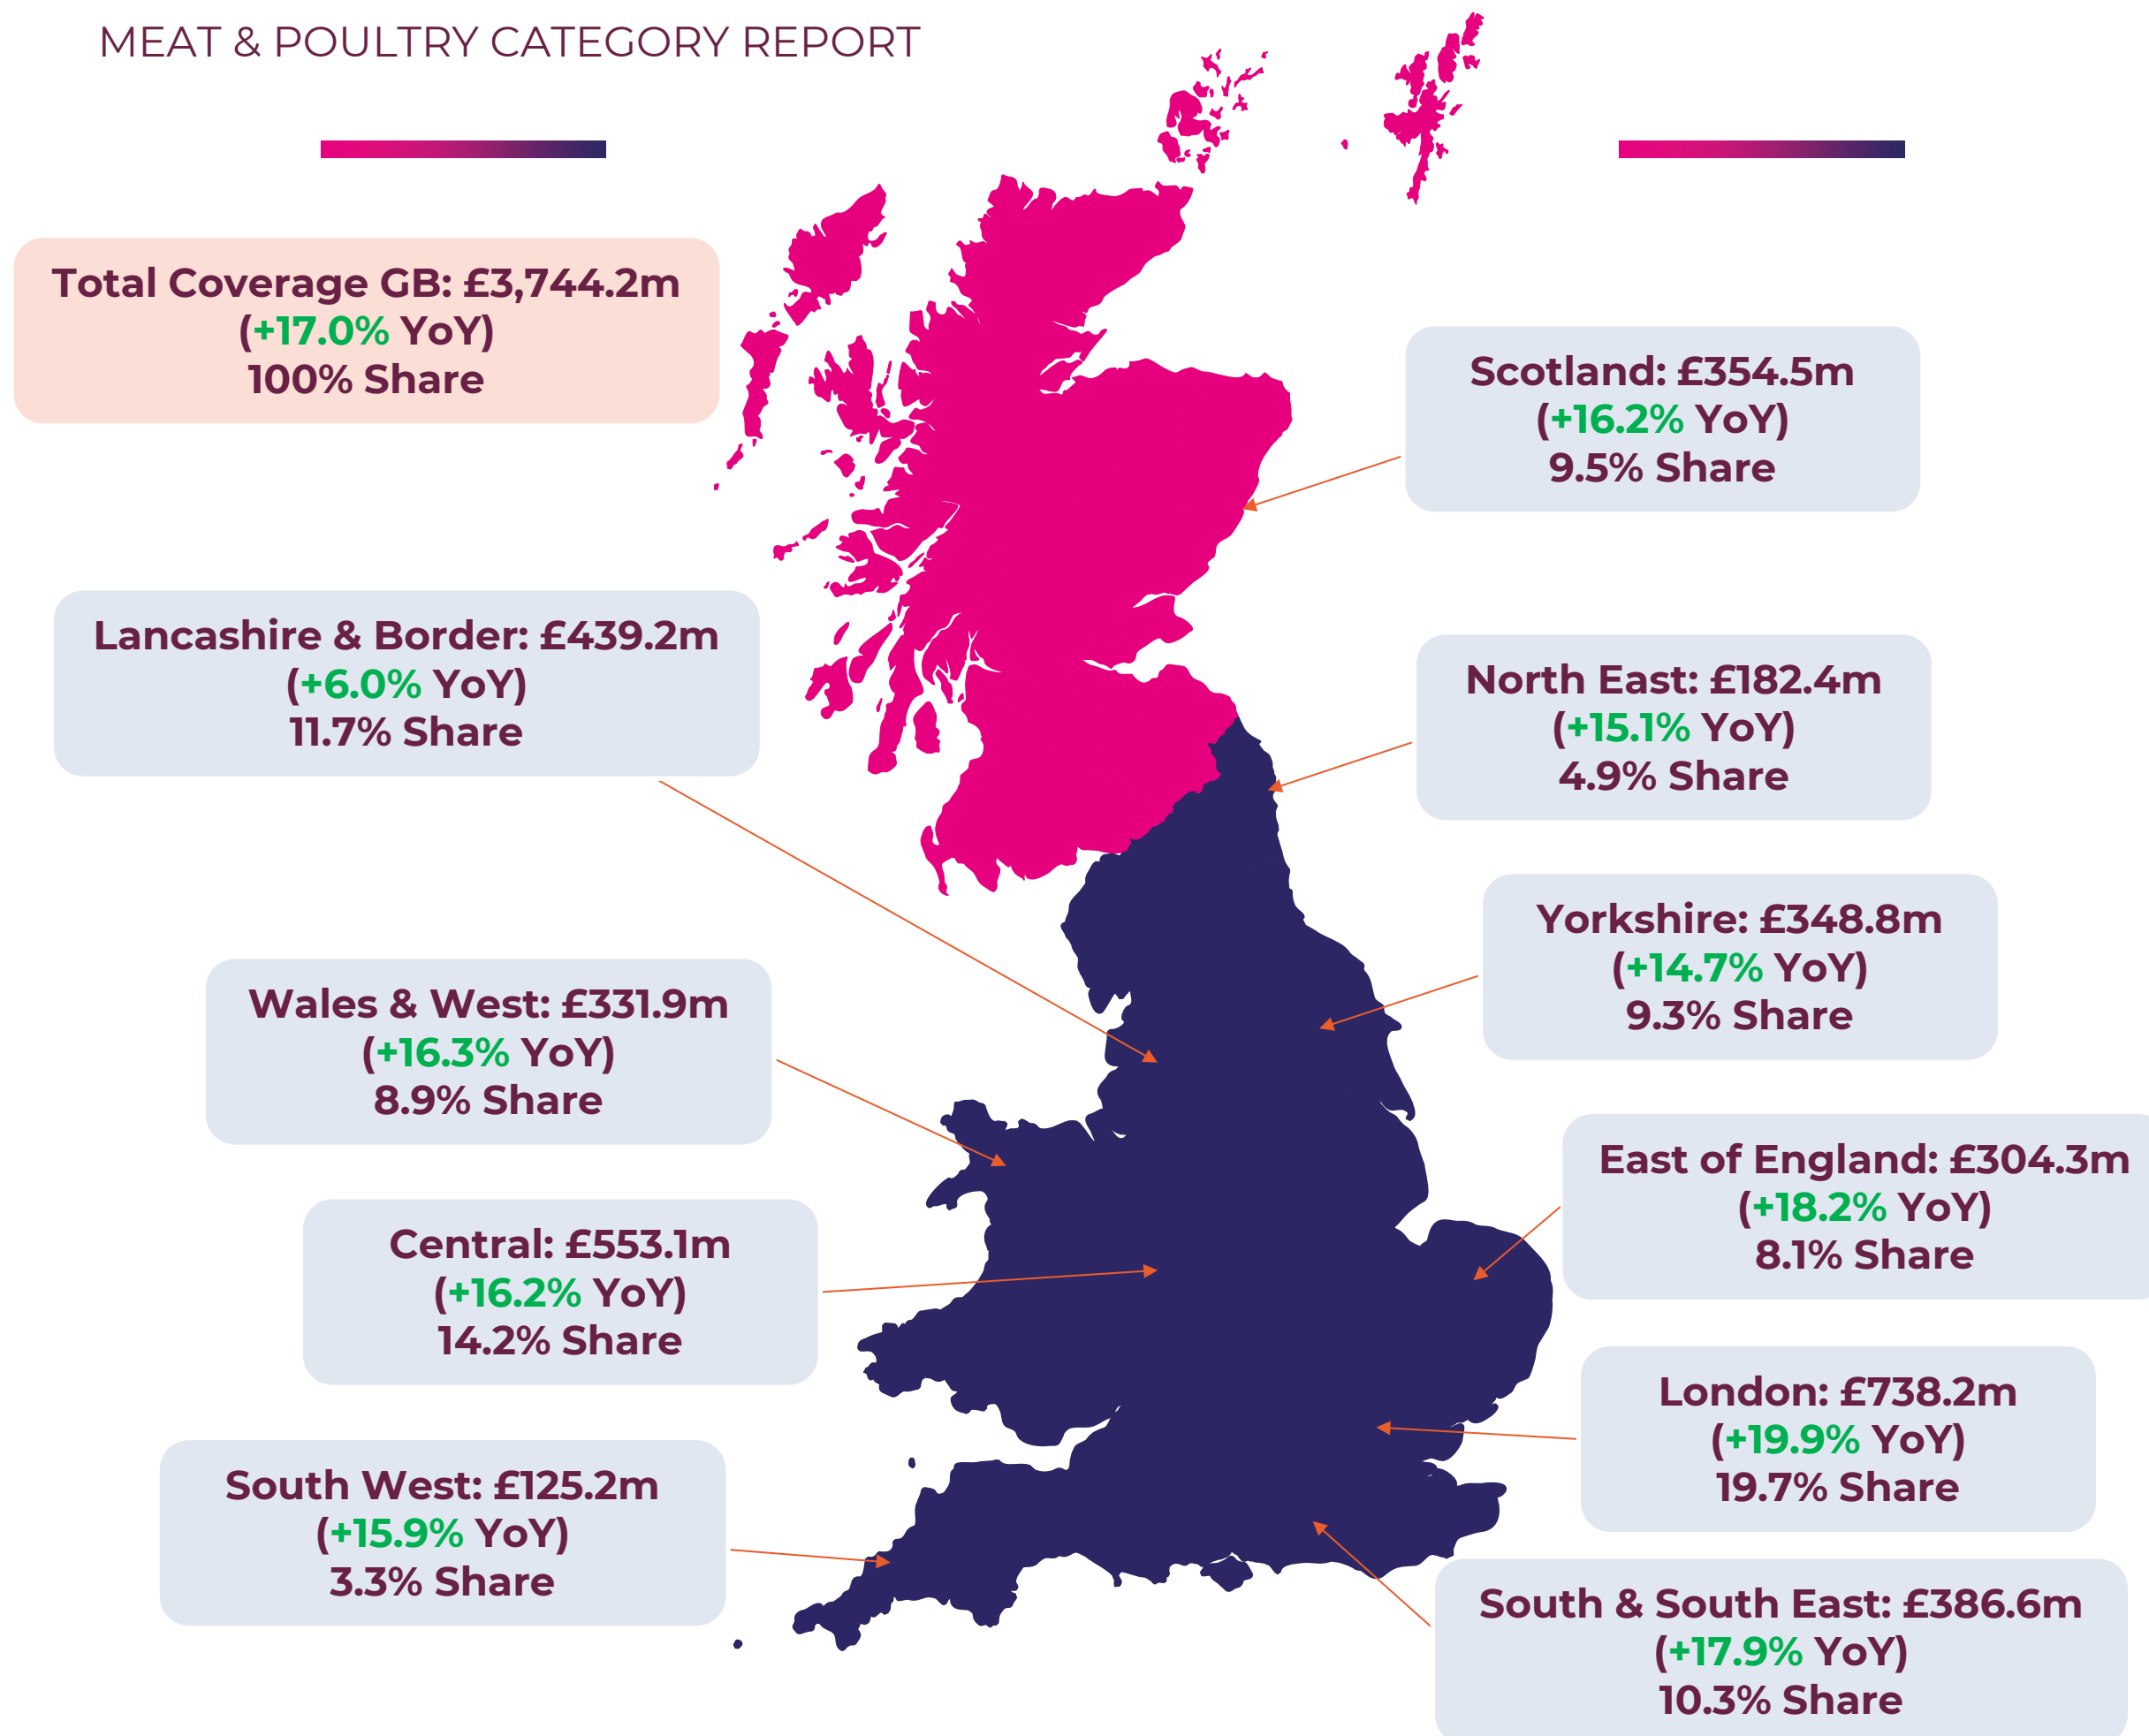 MEAT & POULTRY CATEGORY REPORT
Total Coverage GB: £3,744.2m
(+17.0% YoY)
100% Share
Scotland: £354.5m
(+16.2% YoY)
9.5% Share
Lancashire & Border: £439.2m
(+6.0% YoY)
11.7% Share
North East: £182.4m
(+15.1% YoY)
4.9% Share
Yorkshire: £348.8m
(+14.7% YoY)
9.3% Share
Wales & West: £331.9m
(+16.3% YoY)
8.9% Share
East of England: £304.3m
(+18.2% YoY)
8.1% Share
Central: £553.1m
(+16.2% YoY)
14.2% Share
London: £738.2m
(+19.9% YoY)
19.7% Share
South West: £125.2m
(+15.9% YoY)
3.3% Share
South & South East: £386.6m
(+17.9% YoY)
10.3% Share